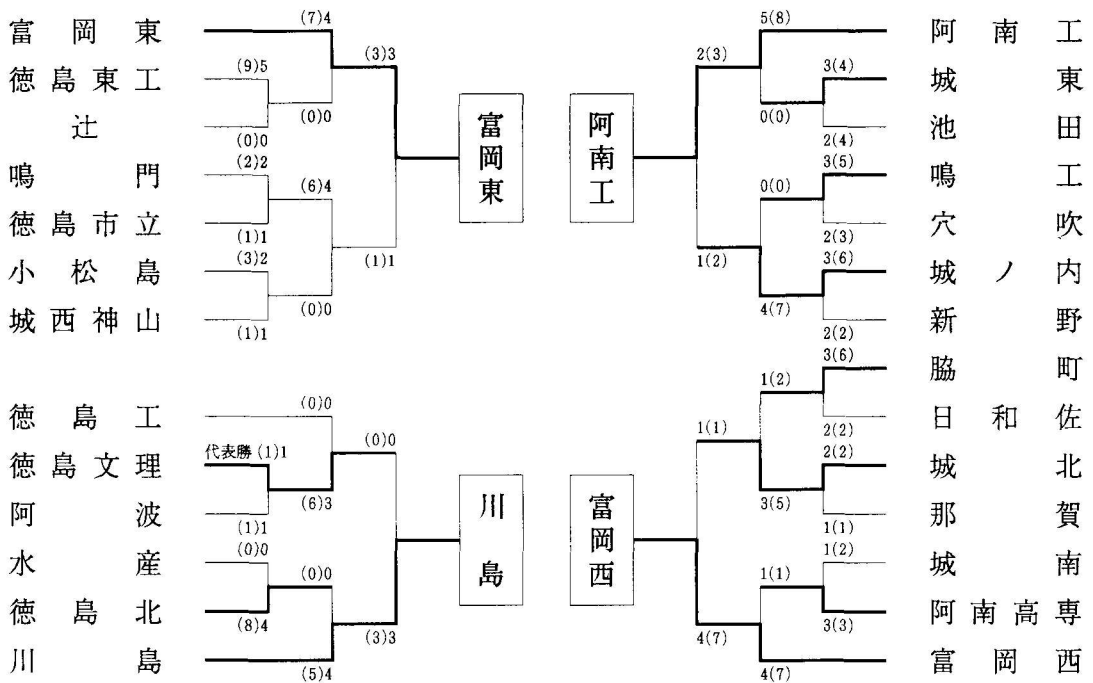 (7)4
富岡東
(3)3
(9)5
徳島東工
(0)0
辻
(0)0
(2)2
鳴門
(6)4
徳島市立
(1)1
(3)2
小松島
(1)1
(0)0
城西神山
(1)1
富岡東
5(8)
阿南工
2(3)
3(4)
城東
0(0)
池田
2(4)
3(5)
鳴工
0(0)
穴吹
2(3)
3(6)
城ノ内
1(2)
4(7)
新野
2(2)
阿南工
(0)0
徳島工
(0)0
代表勝(1)1
徳島文理
(6)3
阿波
(1)1
(0)0
水産
(0)0
徳島北
(8)4
(3)3
川島
(5)4
川島
3(6)
脇町
1(2)
日和佐
2(2)
1(1)
2(2)
城北
3(5)
那賀
1(1)
1(2)
城南
1(1)
阿南高専
3(3)
4(7)
富岡西
4(7)
富岡西